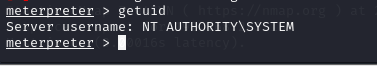 meterpreter > getuid
Server username: NT AUTHORITY\SYSTEM
meterpreter >